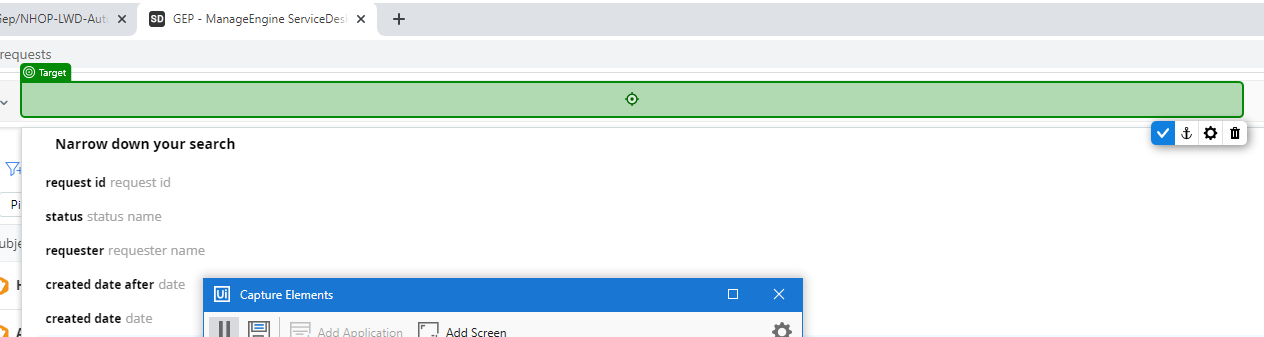 Gep/NHOP-LWD-Auto
SD GEP - ManageEngine ServiceDes
requests
Target
Narrow down your search
request id request id
status status name
Pi
requester requester name
ubje
created date after date
H
Ui Capture Elements
created date date
A
Add Application Add Screen